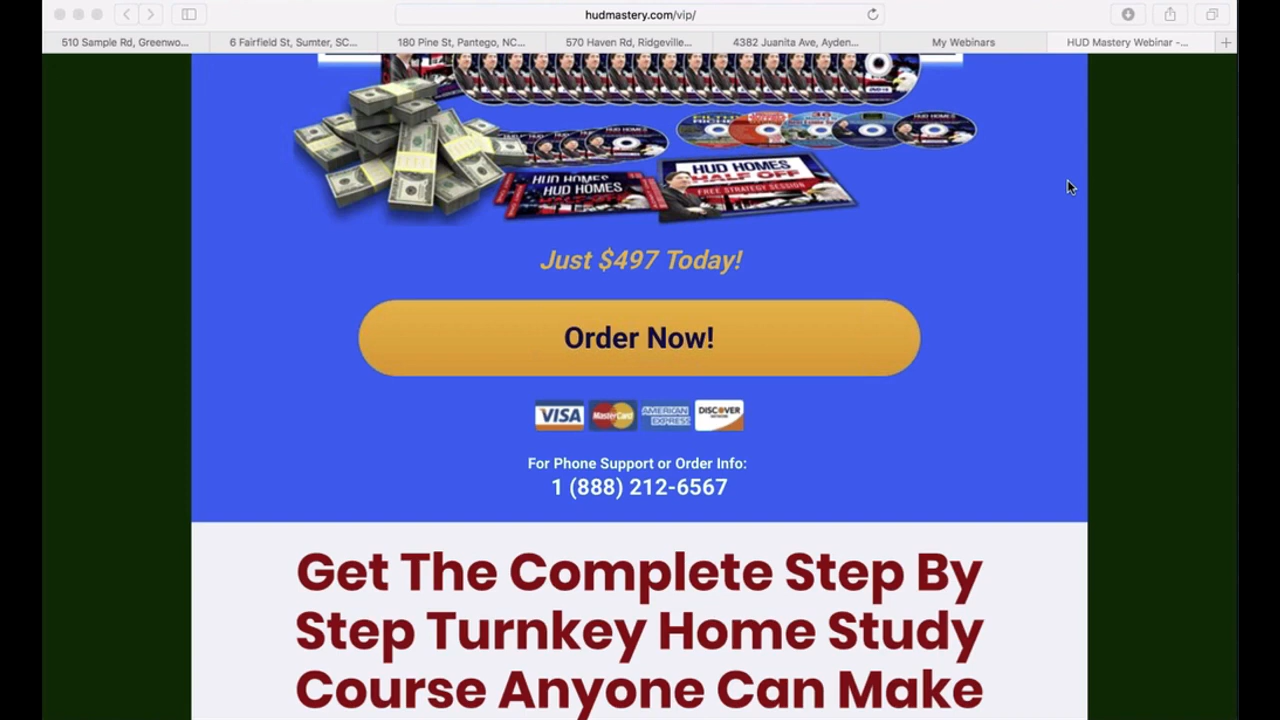 hudmastery.com/vip/
510 Sample Rd, Greenwo...
6 Fairfield St, Sumter, SC...
180 Pine St, Pantego, NC...
570 Haven Rd, Ridgeville...
4382 Juanita Ave, Ayden...
My Webinars
HUD Mastery Webinar -...
HUD HOMES
HUD HOMES
HUD HOMES
HALF OFF
FREE STRATEGY SESSION
Just $497 Today!
Order Now!
VISA
MasterCard
AMERICAN EXPRESS
DISCOVER
For Phone Support or Order Info:
1 (888) 212-6567
Get The Complete Step By
Step Turnkey Home Study
Course Anyone Can Make